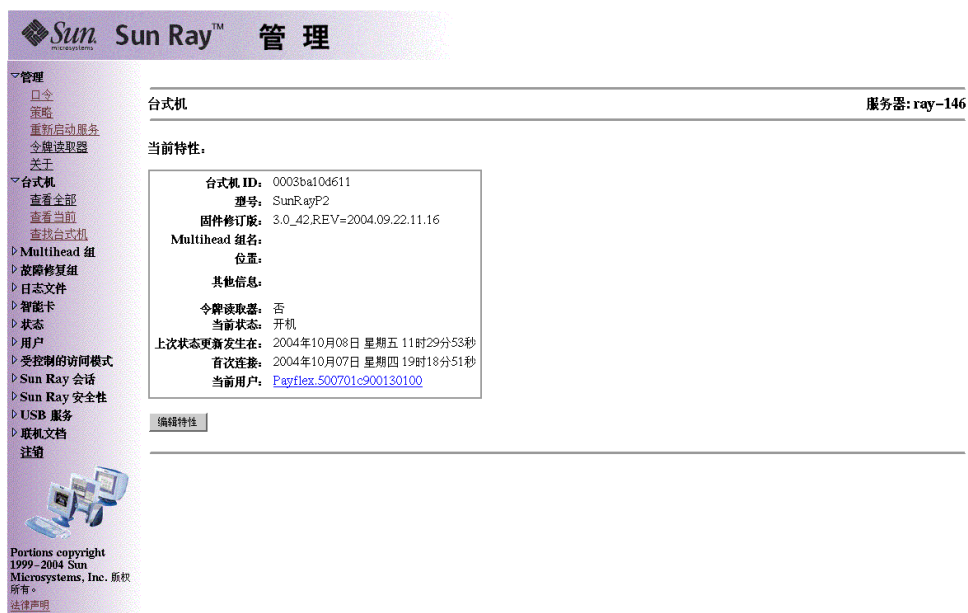 Sun microsystems Sun Ray™ 管 理
管理
口令
策略
重新启动服务
令牌读取器
关于
台式机
查看全部
查看当前
查找台式机
Multihead 组
故障修复组
日志文件
智能卡
状态
用户
受控制的访问模式
Sun Ray 会话
Sun Ray 安全性
USB 服务
联机文档
注销
Portions copyright
1999-2004 Sun
Microsystems, Inc. 版权
所有。
法律声明
台式机 服务器: ray-146
当前特性:
台式机 ID: 0003ba10d611
型号: SunRayP2
固件修订版: 3.0_42,REV=2004.09.22.11.16
Multihead 组名:
位置:
其他信息:
令牌读取器: 否
当前状态: 开机
上次状态更新发生在: 2004年10月08日 星期五 11时29分53秒
首次连接: 2004年10月07日 星期四 19时18分51秒
当前用户: Payflex.500701c900130100
编辑特性